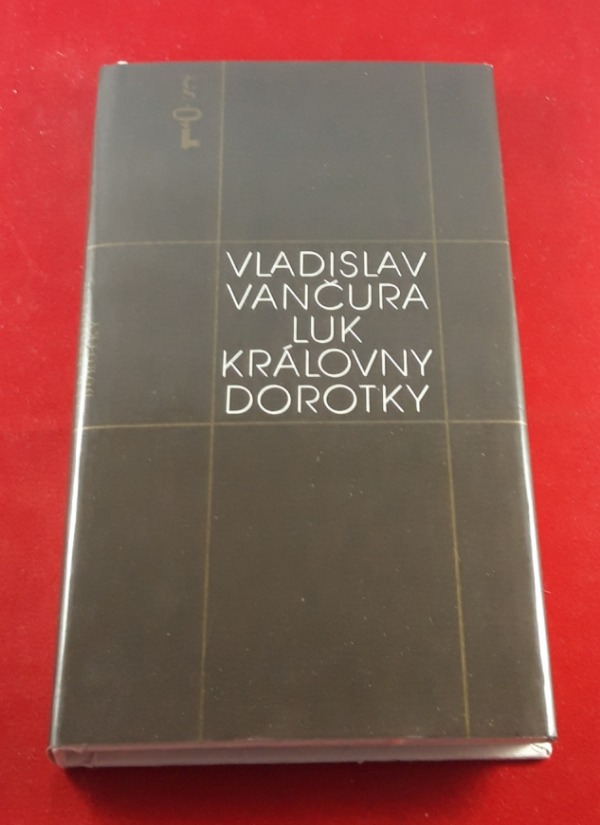 VLADISLAV
VANČURA
LUK
KRÁLOVNY
DOROTKY